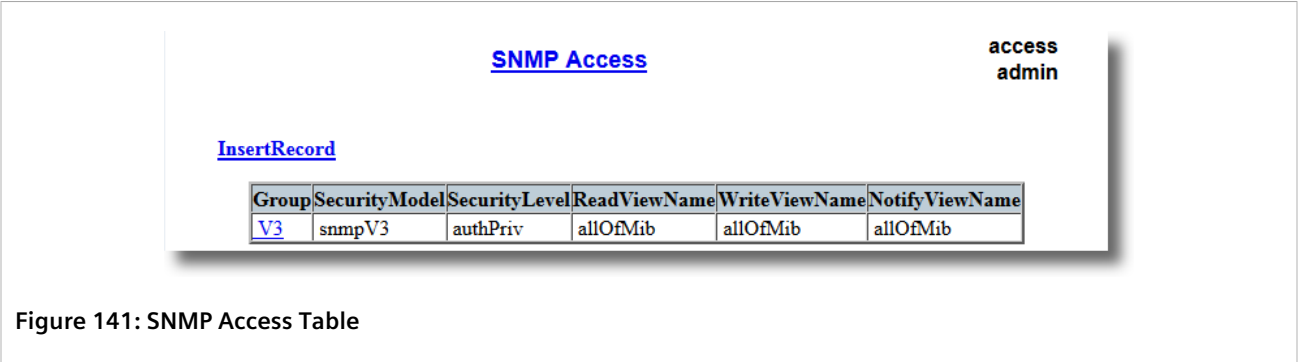 SNMP Access
access
admin
InsertRecord
Group SecurityModel SecurityLevel ReadViewName WriteViewName NotifyViewName
V3 snmpV3 authPriv allOfMib allOfMib allOfMib
Figure 141: SNMP Access Table